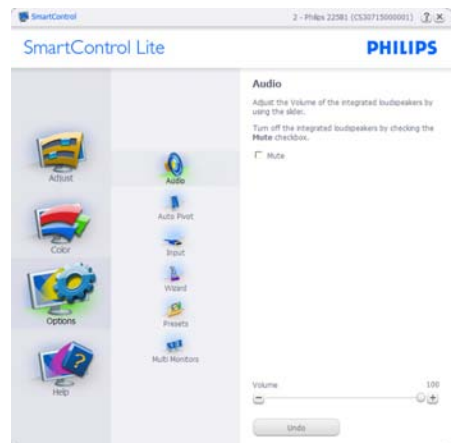 SmartControl
2 - Philips 225B1 (CS30715000001)
SmartControl Lite
PHILIPS
Adjust
Color
Options
Help
Audio
Auto Pivot
Input
Wizard
Presets
Multi Monitors
Audio
Adjust the Volume of the integrated loudspeakers by
using the slider.
Turn off the integrated loudspeakers by checking the
Mute checkbox.
Mute
Volume 100
Undo